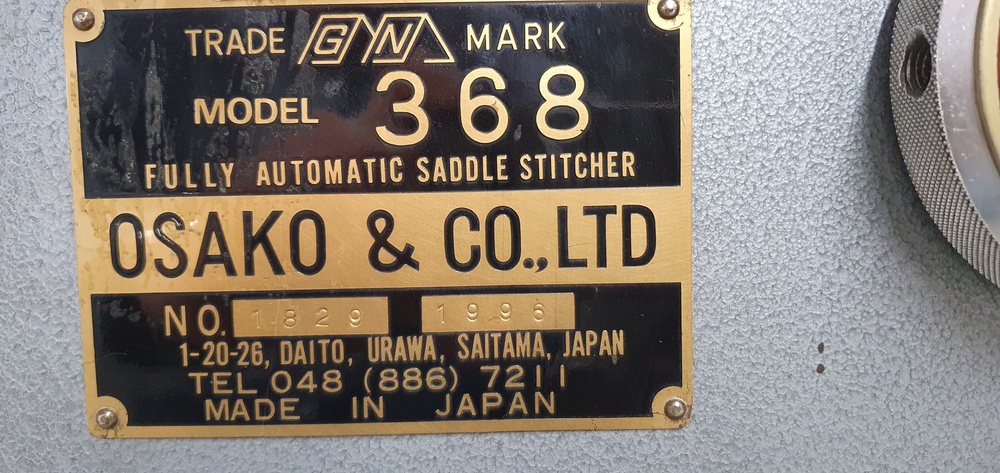 TRADE GN MARK
MODEL 368
FULLY AUTOMATIC SADDLE STITCHER
OSAKO & CO.,LTD
NO. 1829 1996
1-20-26, DAITO, URAWA, SAITAMA, JAPAN
TEL 048 (886) 7211
MADE IN JAPAN